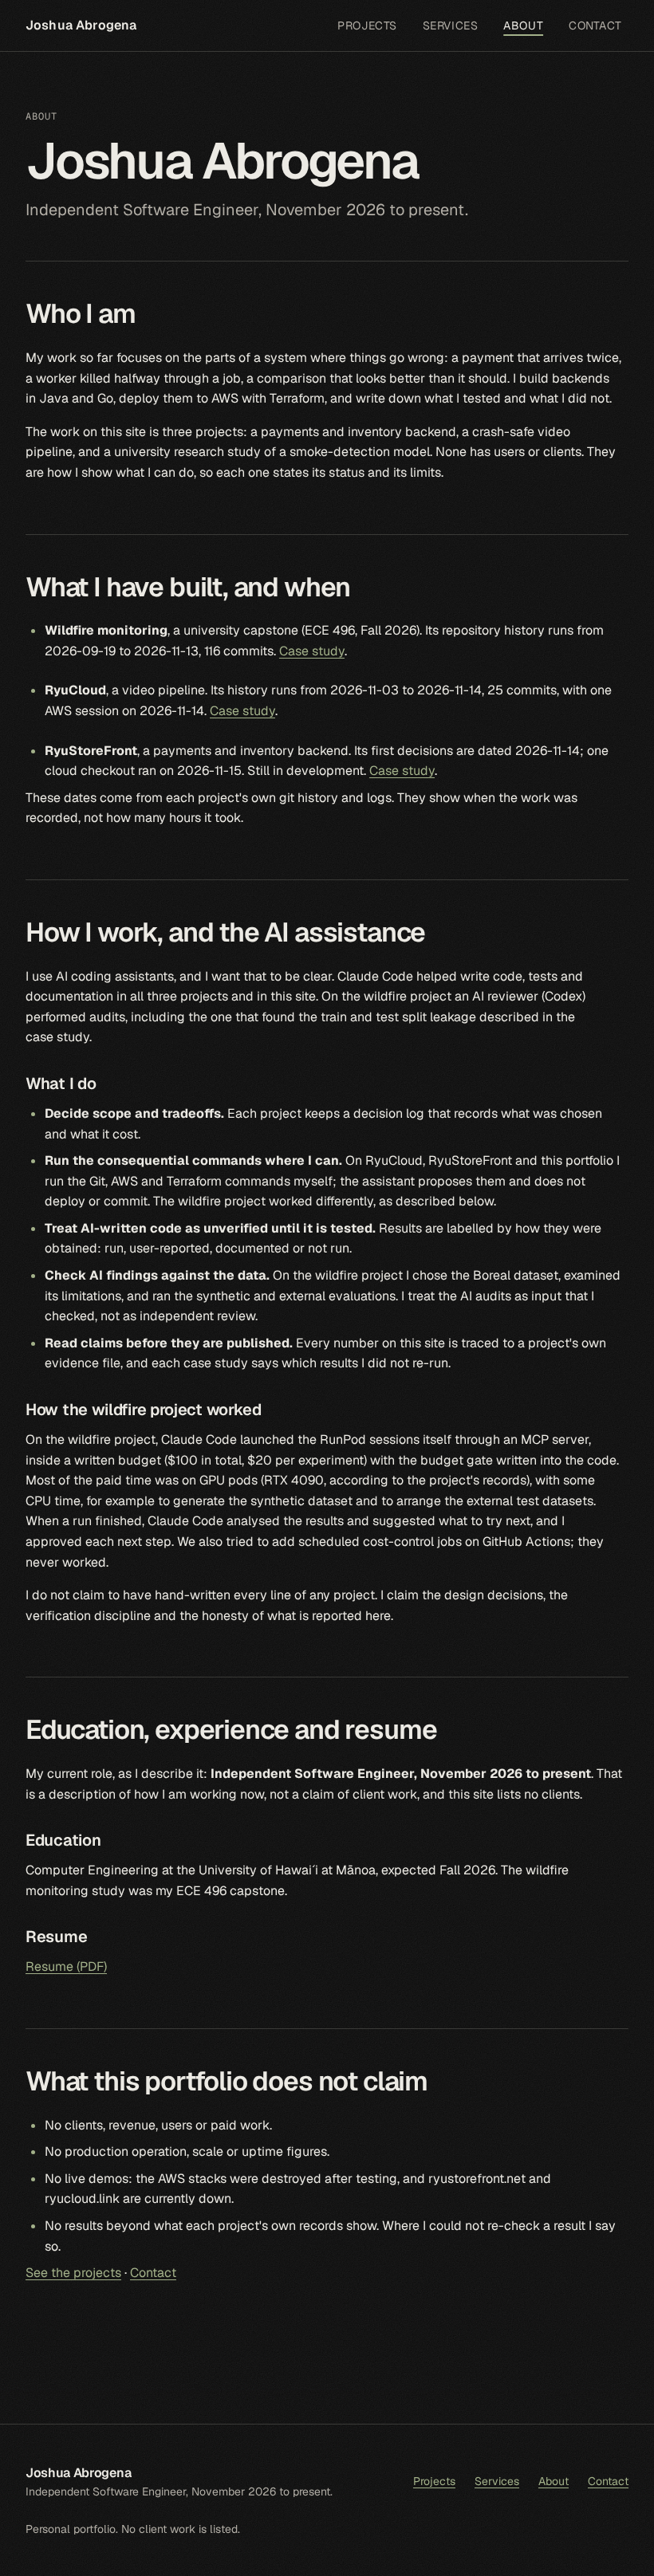 Joshua Abrogena
PROJECTS SERVICES ABOUT CONTACT
ABOUT
Joshua Abrogena
Independent Software Engineer, November 2026 to present.
Who I am
My work so far focuses on the parts of a system where things go wrong: a payment that arrives twice,
a worker killed halfway through a job, a comparison that looks better than it should. I build backends
in Java and Go, deploy them to AWS with Terraform, and write down what I tested and what I did not.
The work on this site is three projects: a payments and inventory backend, a crash-safe video
pipeline, and a university research study of a smoke-detection model. None has users or clients. They
are how I show what I can do, so each one states its status and its limits.
What I have built, and when
• Wildfire monitoring, a university capstone (ECE 496, Fall 2026). Its repository history runs from
2026-09-19 to 2026-11-13, 116 commits. Case study.
• RyuCloud, a video pipeline. Its history runs from 2026-11-03 to 2026-11-14, 25 commits, with one
AWS session on 2026-11-14. Case study.
• RyuStoreFront, a payments and inventory backend. Its first decisions are dated 2026-11-14; one
cloud checkout ran on 2026-11-15. Still in development. Case study.
These dates come from each project's own git history and logs. They show when the work was
recorded, not how many hours it took.
How I work, and the AI assistance
I use AI coding assistants, and I want that to be clear. Claude Code helped write code, tests and
documentation in all three projects and in this site. On the wildfire project an AI reviewer (Codex)
performed audits, including the one that found the train and test split leakage described in the
case study.
What I do
• Decide scope and tradeoffs. Each project keeps a decision log that records what was chosen
and what it cost.
• Run the consequential commands where I can. On RyuCloud, RyuStoreFront and this portfolio I
run the Git, AWS and Terraform commands myself; the assistant proposes them and does not
deploy or commit. The wildfire project worked differently, as described below.
• Treat AI-written code as unverified until it is tested. Results are labelled by how they were
obtained: run, user-reported, documented or not run.
• Check AI findings against the data. On the wildfire project I chose the Boreal dataset, examined
its limitations, and ran the synthetic and external evaluations. I treat the AI audits as input that I
checked, not as independent review.
• Read claims before they are published. Every number on this site is traced to a project's own
evidence file, and each case study says which results I did not re-run.
How the wildfire project worked
On the wildfire project, Claude Code launched the RunPod sessions itself through an MCP server,
inside a written budget ($100 in total, $20 per experiment) with the budget gate written into the code.
Most of the paid time was on GPU pods (RTX 4090, according to the project's records), with some
CPU time, for example to generate the synthetic dataset and to arrange the external test datasets.
When a run finished, Claude Code analysed the results and suggested what to try next, and I
approved each next step. We also tried to add scheduled cost-control jobs on GitHub Actions; they
never worked.
I do not claim to have hand-written every line of any project. I claim the design decisions, the
verification discipline and the honesty of what is reported here.
Education, experience and resume
My current role, as I describe it: Independent Software Engineer, November 2026 to present. That
is a description of how I am working now, not a claim of client work, and this site lists no clients.
Education
Computer Engineering at the University of Hawai´i at Mānoa, expected Fall 2026. The wildfire
monitoring study was my ECE 496 capstone.
Resume
Resume (PDF)
What this portfolio does not claim
• No clients, revenue, users or paid work.
• No production operation, scale or uptime figures.
• No live demos: the AWS stacks were destroyed after testing, and ryustorefront.net and
ryucloud.link are currently down.
• No results beyond what each project's own records show. Where I could not re-check a result I say
so.
See the projects · Contact
Joshua Abrogena
Independent Software Engineer, November 2026 to present.
Projects Services About Contact
Personal portfolio. No client work is listed.